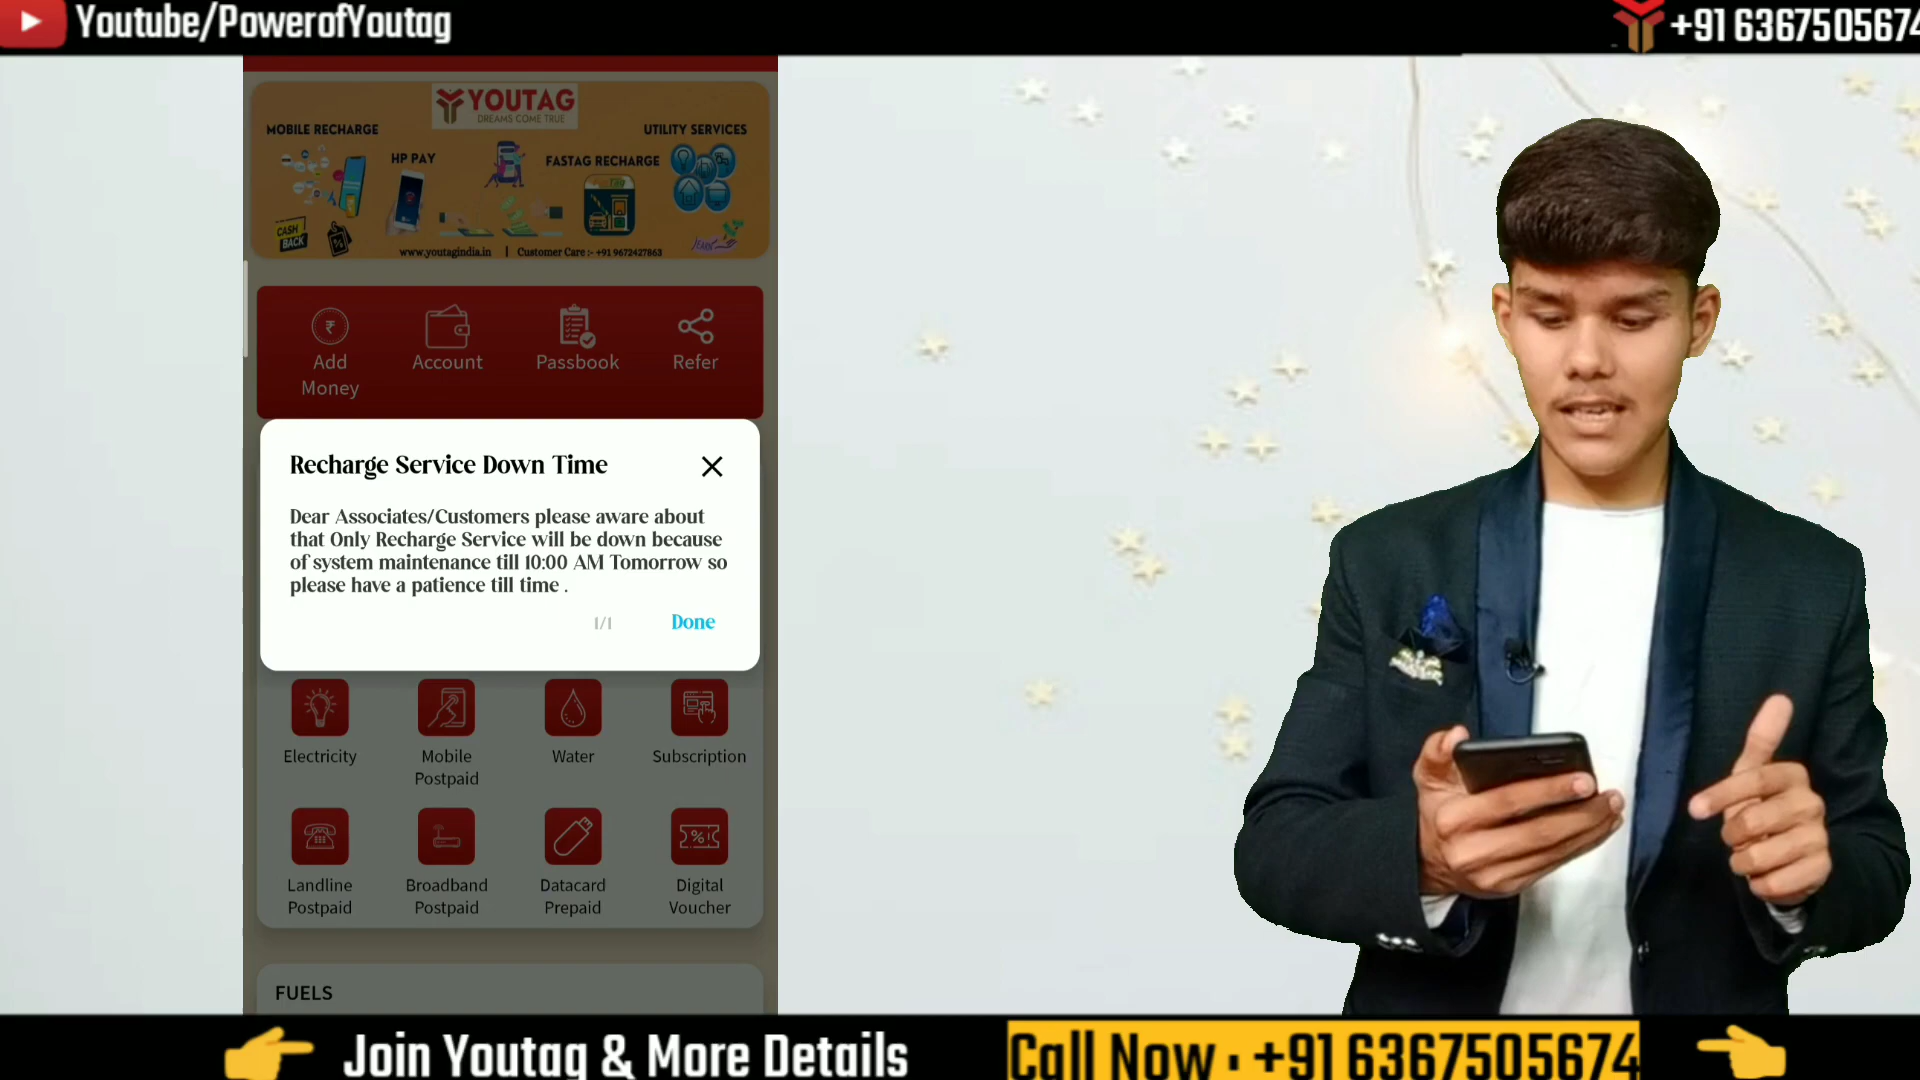 Youtube/PowerofYoutag
+91 6367505674
YOUTAG
DREAMS COME TRUE
MOBILE RECHARGE
UTILITY SERVICES
HP PAY
FASTAG RECHARGE
CASH
BACK
www.youtagindia.in | Customer Care :- +91 9672427863
Add
Money
Account
Passbook
Refer
Recharge Service Down Time
Dear Associates/Customers please aware about
that Only Recharge Service will be down because
of system maintenance till 10:00 AM Tomorrow so
please have a patience till time .
1/1
Done
Electricity
Mobile
Postpaid
Water
Subscription
Landline
Postpaid
Broadband
Postpaid
Datacard
Prepaid
Digital
Voucher
FUELS
Join Youtag & More Details
Call Now · +91 6367505674